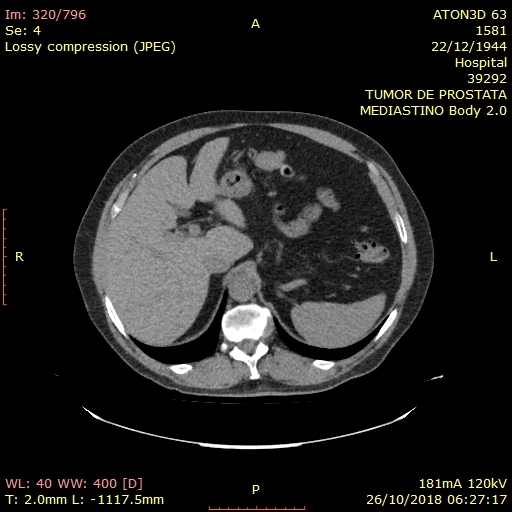 Im: 320/796
Se: 4
Lossy compression (JPEG)
A
ATON3D 63
1581
22/12/1944
Hospital
39292
TUMOR DE PROSTATA
MEDIASTINO Body 2.0
R
L
WL: 40 WW: 400 [D]
T: 2.0mm L: -1117.5mm
P
181mA 120kV
26/10/2018 06:27:17